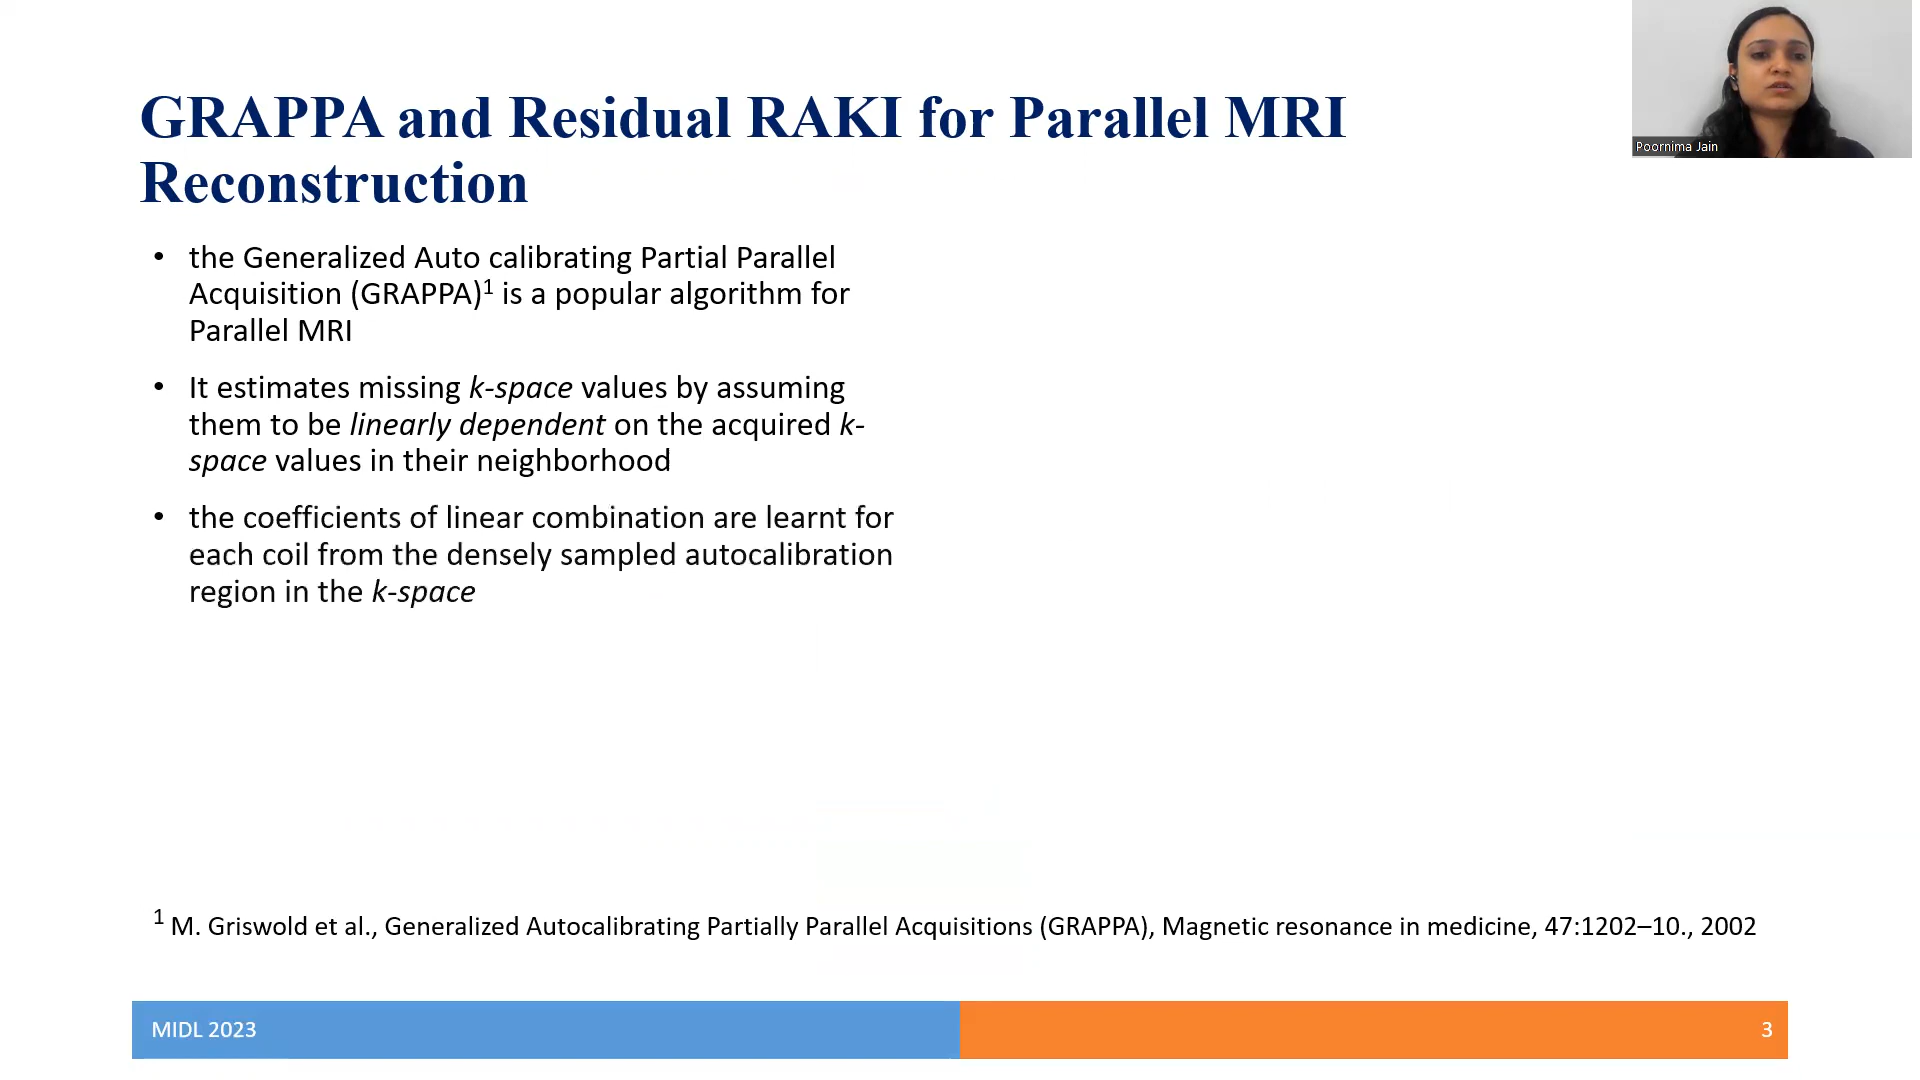 GRAPPA and Residual RAKI for Parallel MRI
Reconstruction
Poornima Jain
• the Generalized Auto calibrating Partial Parallel
Acquisition (GRAPPA)¹ is a popular algorithm for
Parallel MRI
• It estimates missing k-space values by assuming
them to be linearly dependent on the acquired k-
space values in their neighborhood
• the coefficients of linear combination are learnt for
each coil from the densely sampled autocalibration
region in the k-space
¹ M. Griswold et al., Generalized Autocalibrating Partially Parallel Acquisitions (GRAPPA), Magnetic resonance in medicine, 47:1202–10., 2002
MIDL 2023
3